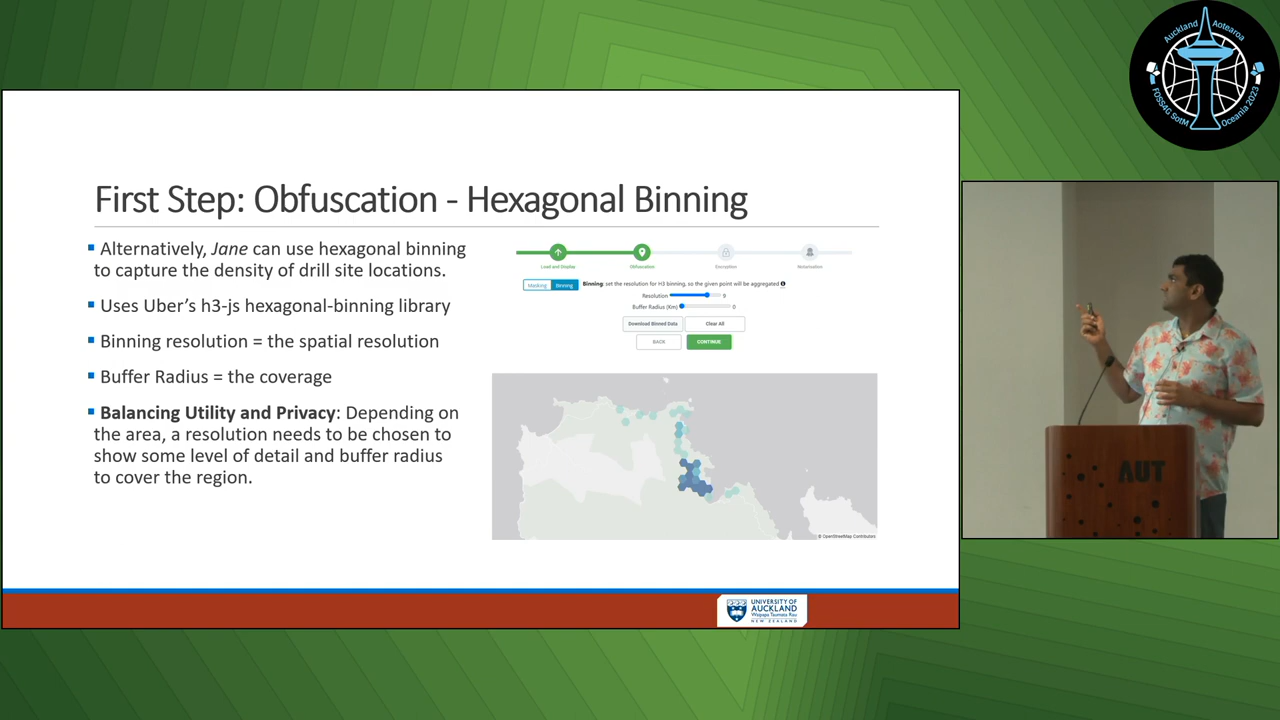 Auckland Aotearoa
FOSS4G SotM Oceania 2023
First Step: Obfuscation - Hexagonal Binning
▪ Alternatively, Jane can use hexagonal binning
to capture the density of drill site locations.
▪ Uses Uber’s h3-js hexagonal-binning library
▪ Binning resolution = the spatial resolution
▪ Buffer Radius = the coverage
▪ Balancing Utility and Privacy: Depending on
the area, a resolution needs to be chosen to
show some level of detail and buffer radius
to cover the region.
Load and Display Obfuscation Encryption Notarisation
Masking Binning Binning: set the resolution for H3 binning, so the given point will be aggregated
Resolution 9
Buffer Radius (Km) 0
Download Binned Data Clear All
BACK CONTINUE
© OpenStreetMap Contributors
AUT
UNIVERSITY OF
AUCKLAND
Waipapa Taumata Rau
NEW ZEALAND